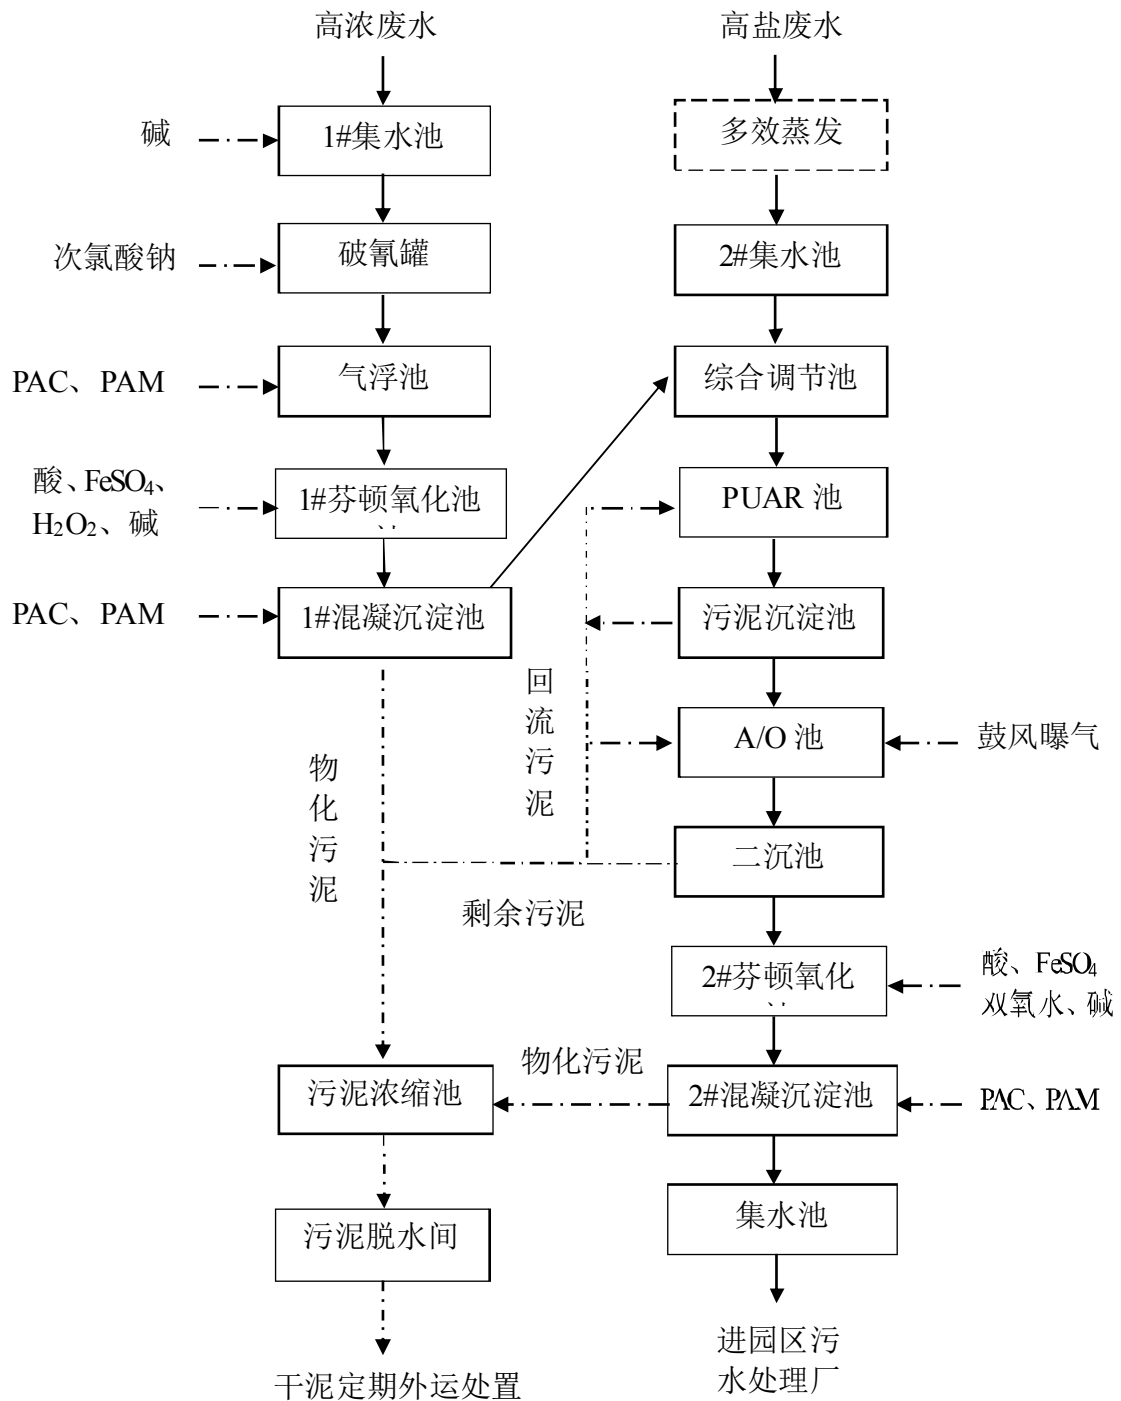 高浓废水
高盐废水
碱
1#集水池
多效蒸发
次氯酸钠
破氰罐
2#集水池
PAC、PAM
气浮池
综合调节池
酸、FeSO₄、
H₂O₂、碱
1#芬顿氧化池
PUAR 池
PAC、PAM
1#混凝沉淀池
污泥沉淀池
回
流
污
泥
A/O 池
鼓风曝气
物
化
污
泥
二沉池
剩余污泥
2#芬顿氧化
酸、FeSO₄
双氧水、碱
物化污泥
污泥浓缩池
2#混凝沉淀池
PAC、PAM
污泥脱水间
集水池
干泥定期外运处置
进园区污
水处理厂